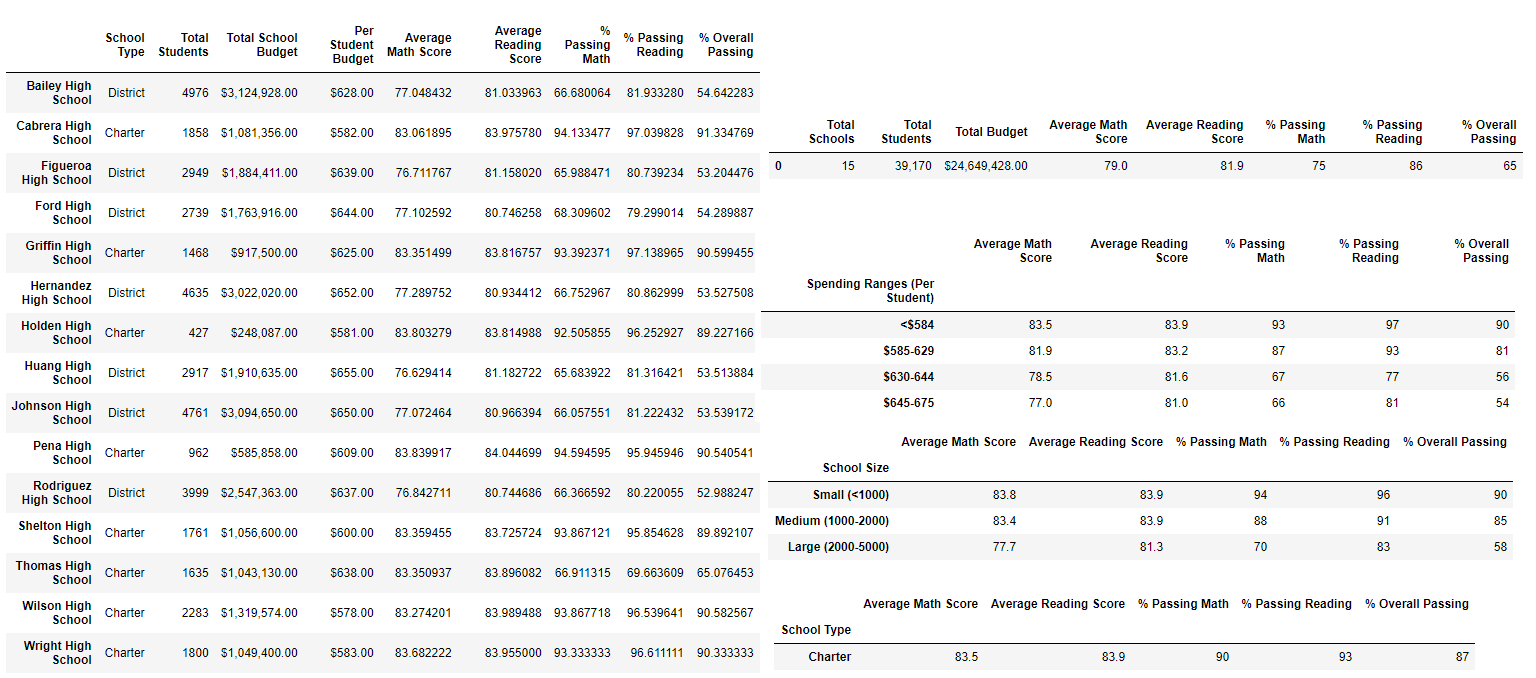 School Type Total Students Total School Budget Per Student Budget Average Math Score Average Reading Score % Passing Math % Passing Reading % Overall Passing
Bailey High School District 4976 $3,124,928.00 $628.00 77.048432 81.033963 66.680064 81.933280 54.642283
Cabrera High School Charter 1858 $1,081,356.00 $582.00 83.061895 83.975780 94.133477 97.039828 91.334769
Figueroa High School District 2949 $1,884,411.00 $639.00 76.711767 81.158020 65.988471 80.739234 53.204476
Ford High School District 2739 $1,763,916.00 $644.00 77.102592 80.746258 68.309602 79.299014 54.289887
Griffin High School Charter 1468 $917,500.00 $625.00 83.351499 83.816757 93.392371 97.138965 90.599455
Hernandez High School District 4635 $3,022,020.00 $652.00 77.289752 80.934412 66.752967 80.862999 53.527508
Holden High School Charter 427 $248,087.00 $581.00 83.803279 83.814988 92.505855 96.252927 89.227166
Huang High School District 2917 $1,910,635.00 $655.00 76.629414 81.182722 65.683922 81.316421 53.513884
Johnson High School District 4761 $3,094,650.00 $650.00 77.072464 80.966394 66.057551 81.222432 53.539172
Pena High School Charter 962 $585,858.00 $609.00 83.839917 84.044699 94.594595 95.945946 90.540541
Rodriguez High School District 3999 $2,547,363.00 $637.00 76.842711 80.744686 66.366592 80.220055 52.988247
Shelton High School Charter 1761 $1,056,600.00 $600.00 83.359455 83.725724 93.867121 95.854628 89.892107
Thomas High School Charter 1635 $1,043,130.00 $638.00 83.350937 83.896082 66.911315 69.663609 65.076453
Wilson High School Charter 2283 $1,319,574.00 $578.00 83.274201 83.989488 93.867718 96.539641 90.582567
Wright High School Charter 1800 $1,049,400.00 $583.00 83.682222 83.955000 93.333333 96.611111 90.333333
Total Schools Total Students Total Budget Average Math Score Average Reading Score % Passing Math % Passing Reading % Overall Passing
0 15 39,170 $24,649,428.00 79.0 81.9 75 86 65
Average Math Score Average Reading Score % Passing Math % Passing Reading % Overall Passing
Spending Ranges (Per Student)
<$584 83.5 83.9 93 97 90
$585-629 81.9 83.2 87 93 81
$630-644 78.5 81.6 67 77 56
$645-675 77.0 81.0 66 81 54
Average Math Score Average Reading Score % Passing Math % Passing Reading % Overall Passing
School Size
Small (<1000) 83.8 83.9 94 96 90
Medium (1000-2000) 83.4 83.9 88 91 85
Large (2000-5000) 77.7 81.3 70 83 58
Average Math Score Average Reading Score % Passing Math % Passing Reading % Overall Passing
School Type
Charter 83.5 83.9 90 93 87